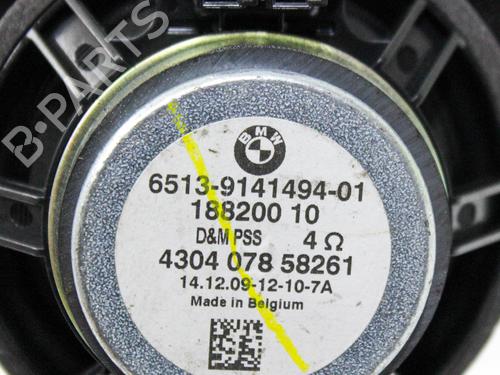 B-PARTS
BMW
6513-9141494-01
188200 10
D&M PSS 4 Ω
4304 078 58261
14.12.09-12-10-7A
Made in Belgium